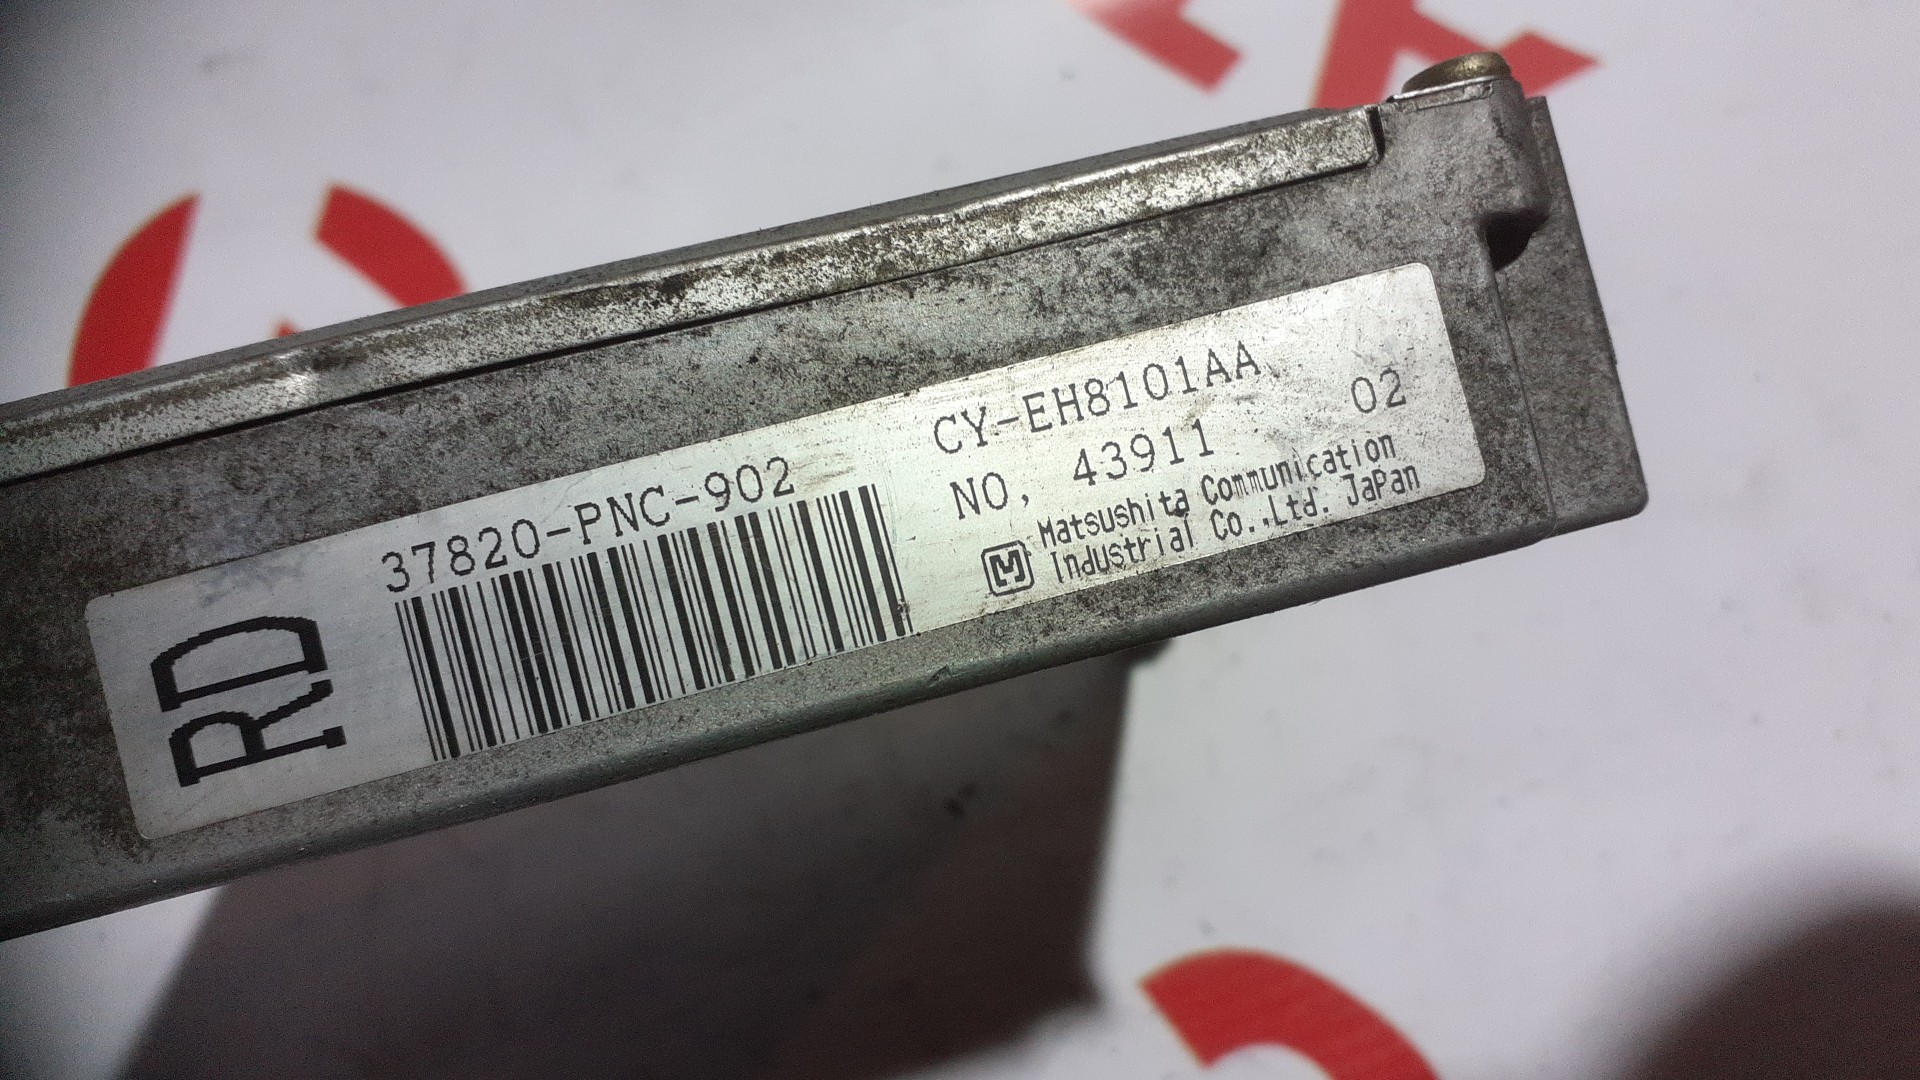 RD
37820-PNC-902
CY-EH8101AA
NO, 43911 02
Matsushita Communication
Industrial Co.,Ltd. JaPan